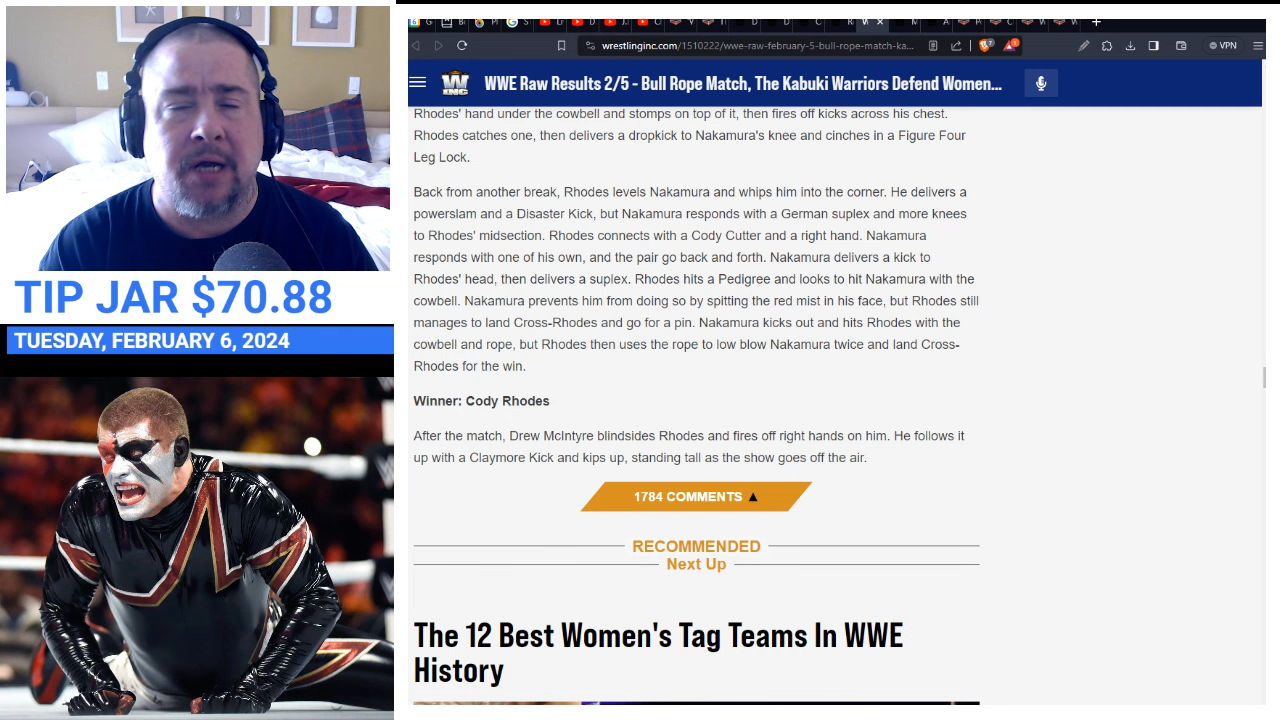 TIP JAR $70.88
TUESDAY, FEBRUARY 6, 2024
wrestlinginc.com/1510222/wwe-raw-february-5-bull-rope-match-ka...
VPN
W
ING
WWE Raw Results 2/5 - Bull Rope Match, The Kabuki Warriors Defend Women...
Rhodes' hand under the cowbell and stomps on top of it, then fires off kicks across his chest.
Rhodes catches one, then delivers a dropkick to Nakamura's knee and cinches in a Figure Four
Leg Lock.
Back from another break, Rhodes levels Nakamura and whips him into the corner. He delivers a
powerslam and a Disaster Kick, but Nakamura responds with a German suplex and more knees
to Rhodes' midsection. Rhodes connects with a Cody Cutter and a right hand. Nakamura
responds with one of his own, and the pair go back and forth. Nakamura delivers a kick to
Rhodes' head, then delivers a suplex. Rhodes hits a Pedigree and looks to hit Nakamura with the
cowbell. Nakamura prevents him from doing so by spitting the red mist in his face, but Rhodes still
manages to land Cross-Rhodes and go for a pin. Nakamura kicks out and hits Rhodes with the
cowbell and rope, but Rhodes then uses the rope to low blow Nakamura twice and land Cross-
Rhodes for the win.
Winner: Cody Rhodes
After the match, Drew McIntyre blindsides Rhodes and fires off right hands on him. He follows it
up with a Claymore Kick and kips up, standing tall as the show goes off the air.
1784 COMMENTS ▲
RECOMMENDED
Next Up
The 12 Best Women's Tag Teams In WWE
History